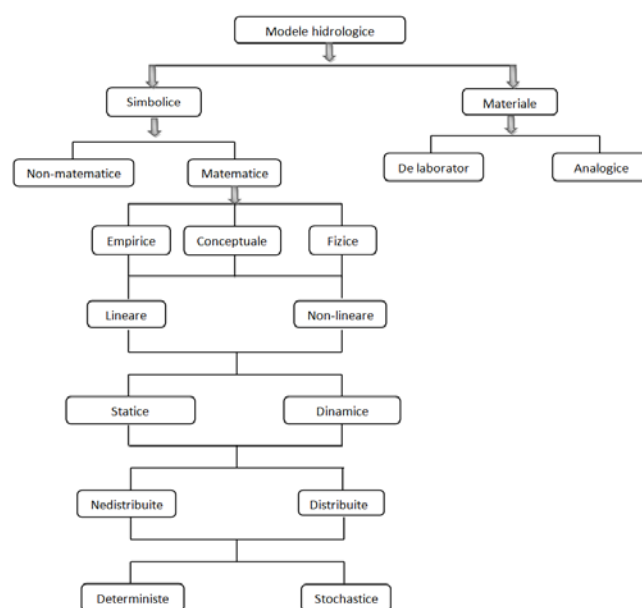 Modele hidrologice
Simbolice
Materiale
Non-matematice
Matematice
De laborator
Analogice
Empirice
Conceptuale
Fizice
Lineare
Non-lineare
Statice
Dinamice
Nedistribuite
Distribuite
Deterministe
Stochastice